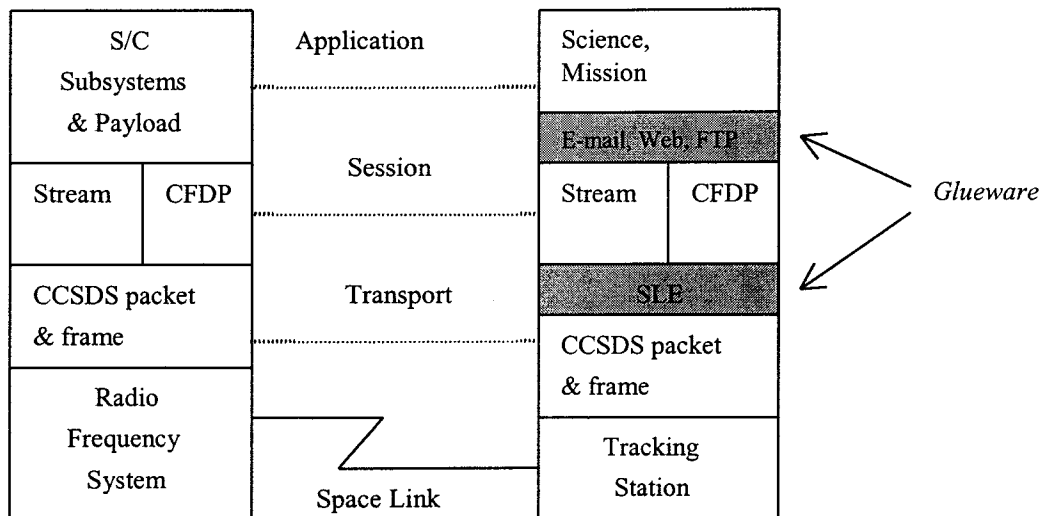 S/C
Subsystems
& Payload
Stream
CFDP
CCSDS packet
& frame
Radio
Frequency
System
Application
Session
Transport
Space Link
Science,
Mission
E-mail, Web, FTP
Stream
CFDP
SLE
CCSDS packet
& frame
Tracking
Station
Glueware